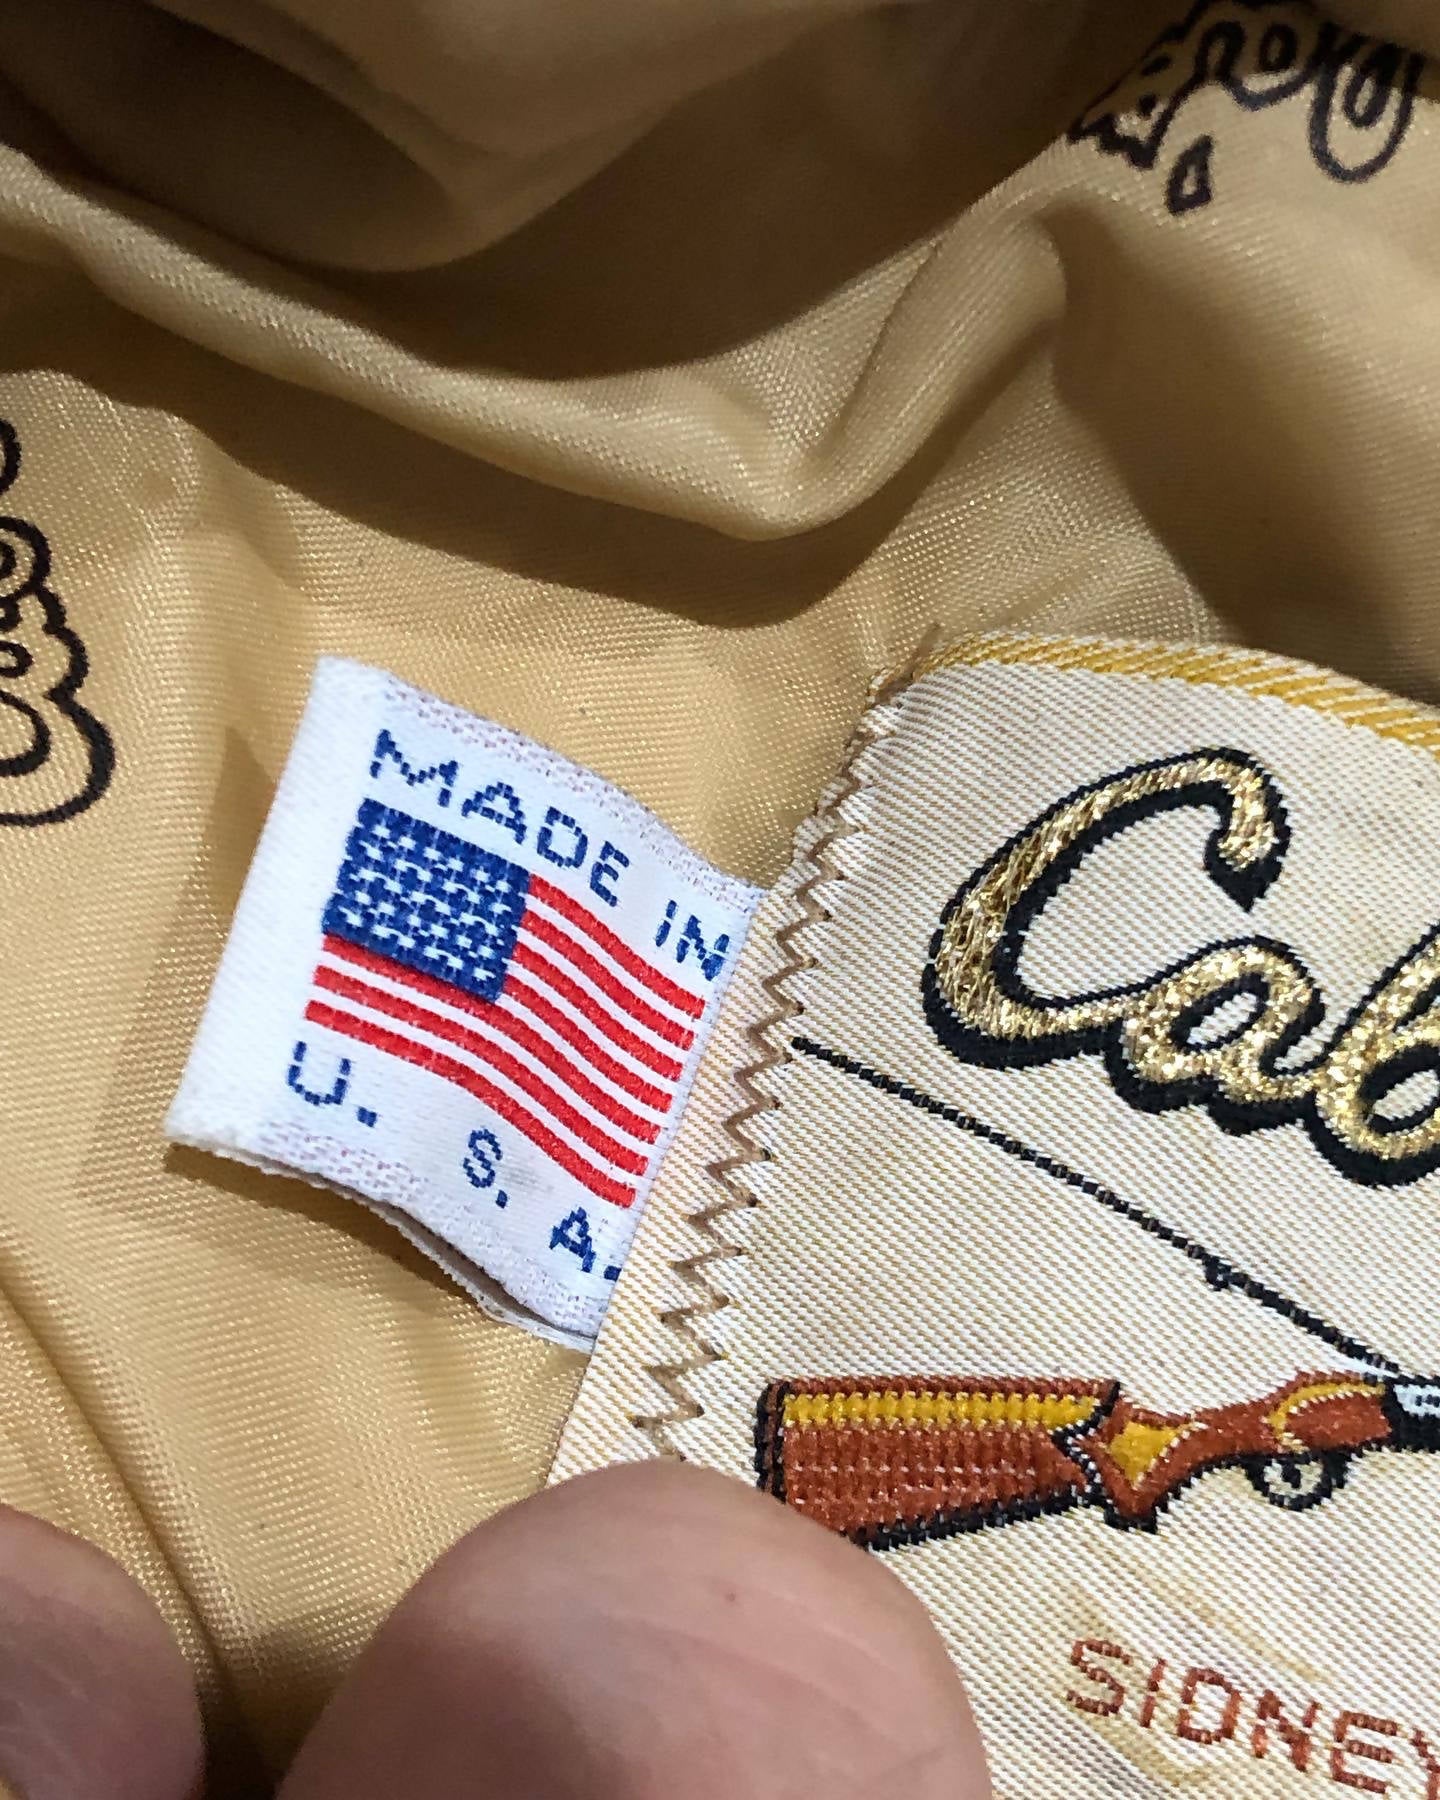 MADE IN
U. S. A.
Cab
SIDNEY